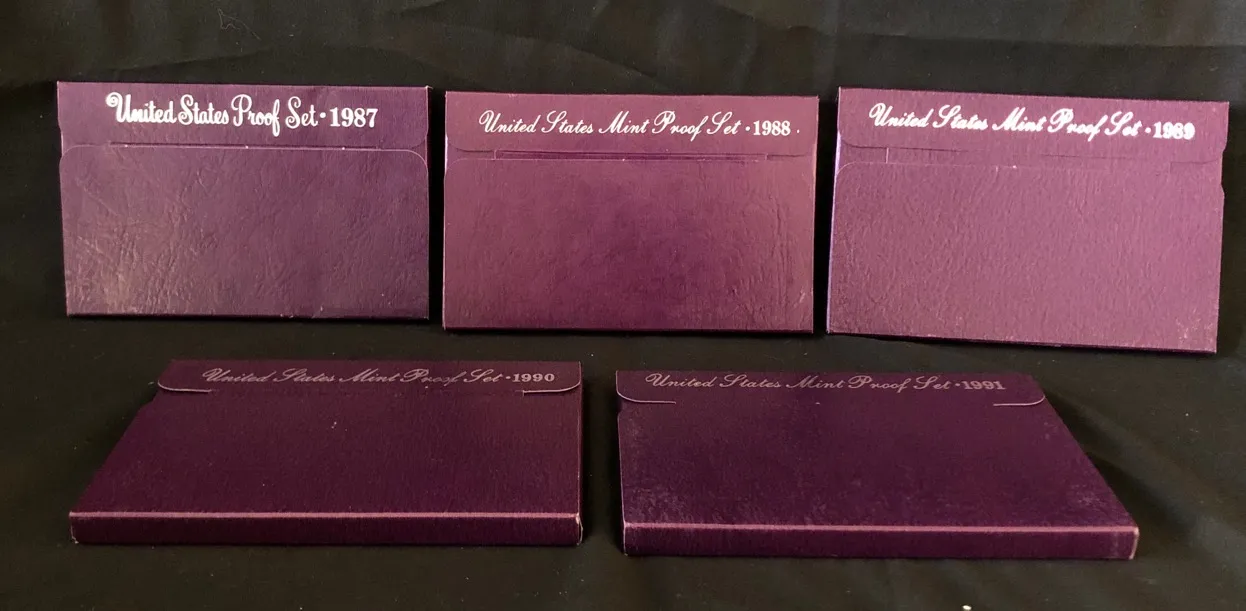 United States Proof Set · 1987
United States Mint Proof Set · 1988
United States Mint Proof Set · 1989
United States Mint Proof Set · 1990
United States Mint Proof Set · 1991